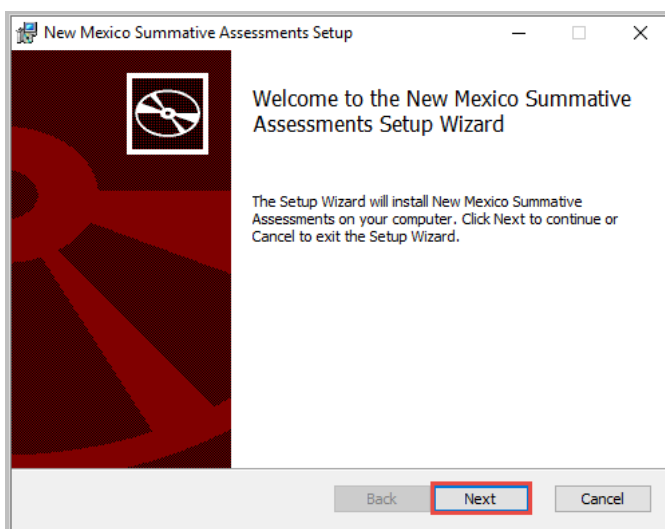 New Mexico Summative Assessments Setup
Welcome to the New Mexico Summative
Assessments Setup Wizard
The Setup Wizard will install New Mexico Summative
Assessments on your computer. Click Next to continue or
Cancel to exit the Setup Wizard.
Back Next Cancel